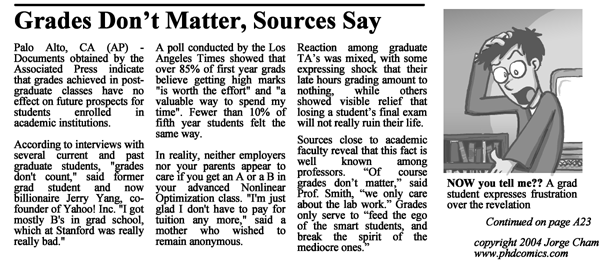 Grades Don't Matter, Sources Say
Palo Alto, CA (AP) -
Documents obtained by the
Associated Press indicate
that grades achieved in post-
graduate classes have no
effect on future prospects for
students enrolled in
academic institutions.
According to interviews with
several current and past
graduate students, "grades
don't count," said former
grad student and now
billionaire Jerry Yang, co-
founder of Yahoo! Inc. "I got
mostly B's in grad school,
which at Stanford was really
really bad."
A poll conducted by the Los
Angeles Times showed that
over 85% of first year grads
believe getting high marks
"is worth the effort" and "a
valuable way to spend my
time". Fewer than 10% of
fifth year students felt the
same way.
In reality, neither employers
nor your parents appear to
care if you get an A or a B in
your advanced Nonlinear
Optimization class. "I'm just
glad I don't have to pay for
tuition any more," said a
mother who wished to
remain anonymous.
Reaction among graduate
TA's was mixed, with some
expressing shock that their
late hours grading amount to
nothing, while others
showed visible relief that
losing a student's final exam
will not really ruin their life.
Sources close to academic
faculty reveal that this fact is
well known among
professors. "Of course
grades don't matter," said
Prof. Smith, "we only care
about the lab work." Grades
only serve to "feed the ego
of the smart students, and
break the spirit of the
mediocre ones."
NOW you tell me?? A grad
student expresses frustration
over the revelation
Continued on page A23
copyright 2004 Jorge Cham
www.phdcomics.com